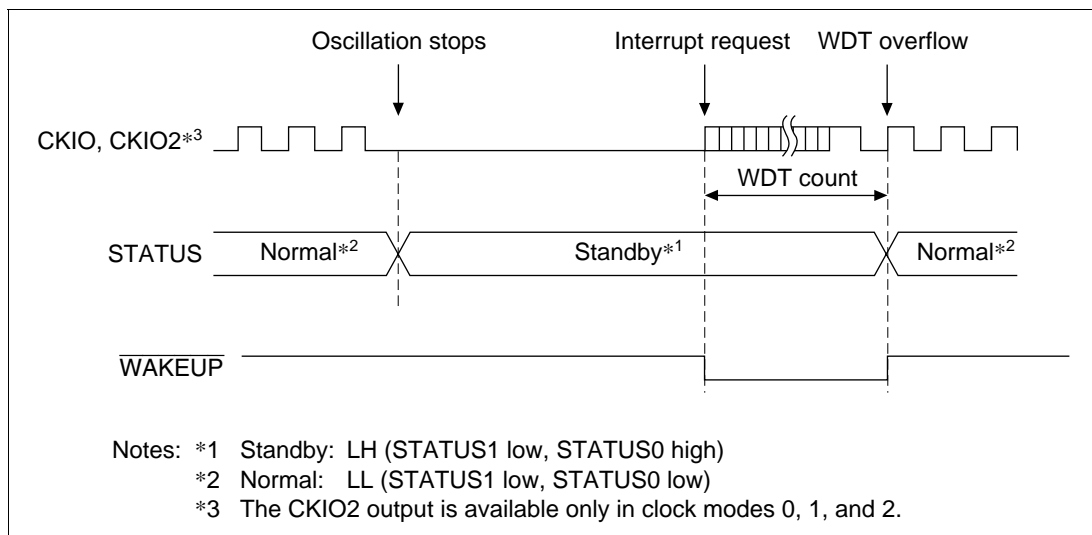 Oscillation stops
Interrupt request
WDT overflow
CKIO, CKIO2*3
WDT count
STATUS
Normal*2
Standby*1
Normal*2
WAKEUP
Notes: *1 Standby: LH (STATUS1 low, STATUS0 high)
*2 Normal: LL (STATUS1 low, STATUS0 low)
*3 The CKIO2 output is available only in clock modes 0, 1, and 2.